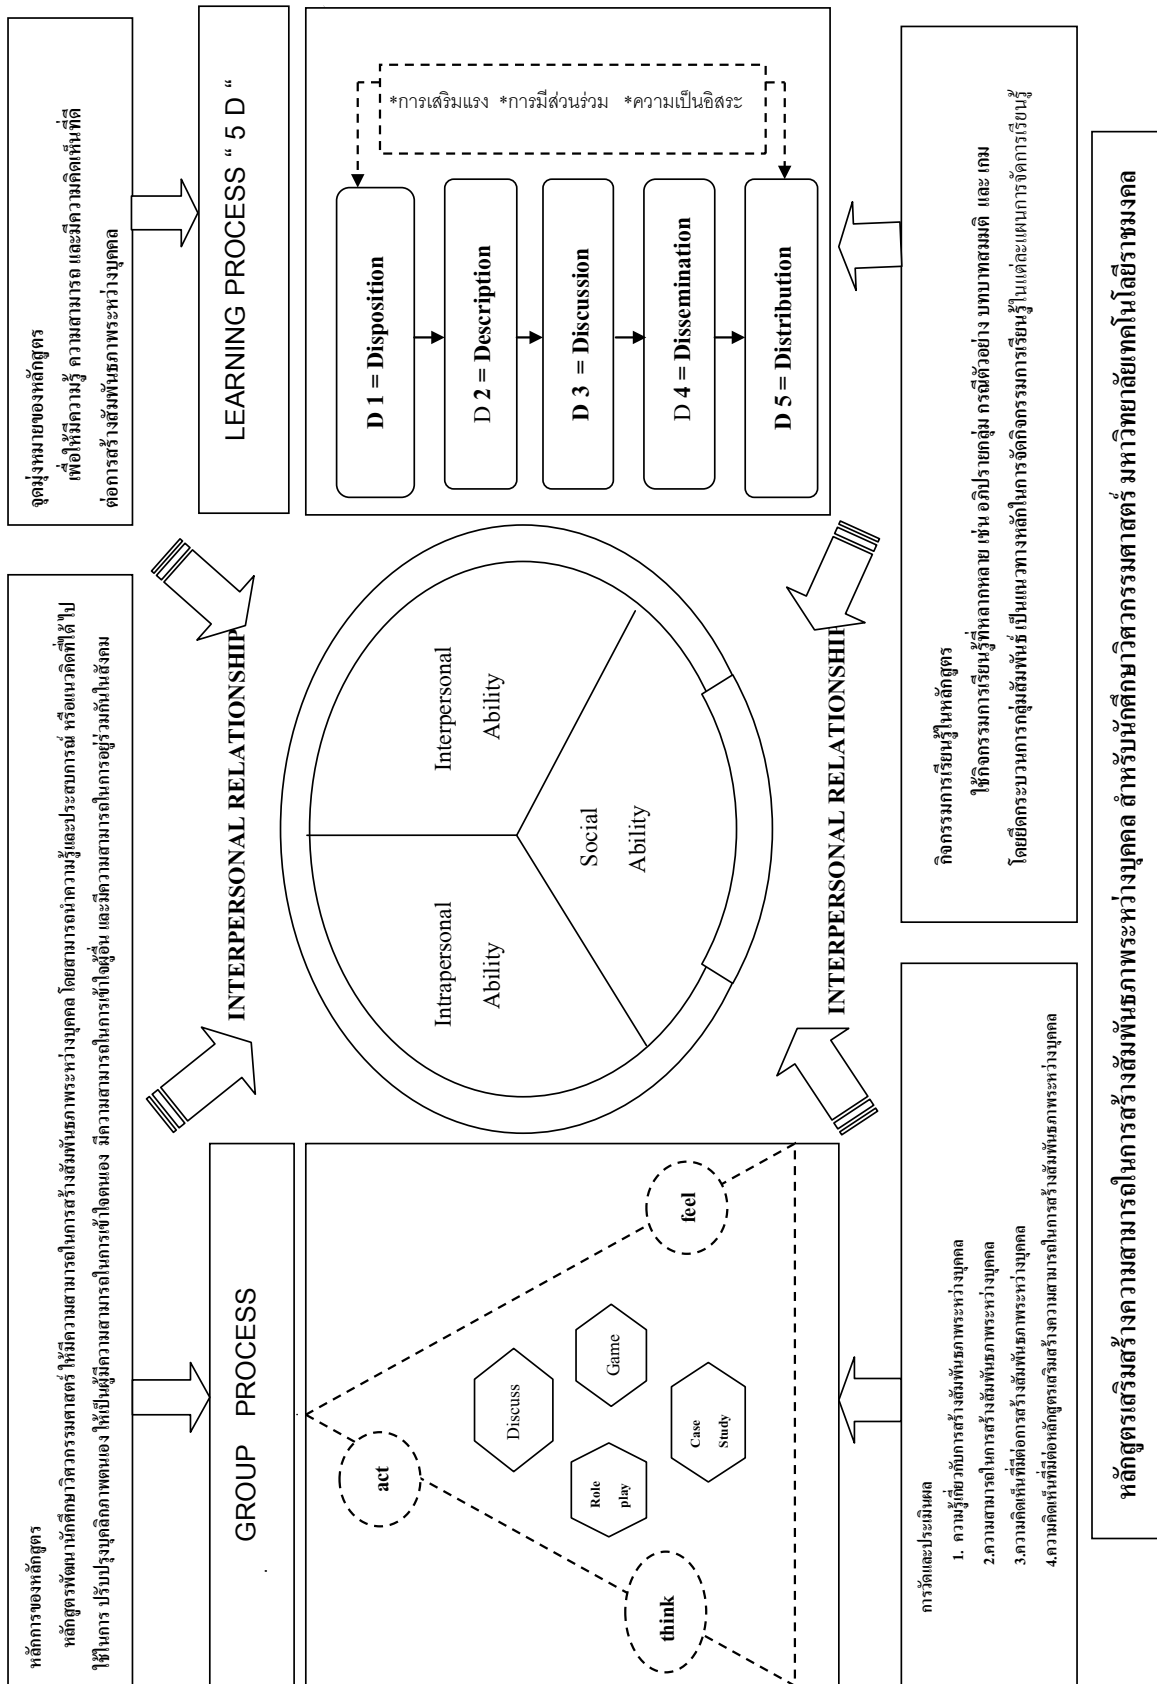 หลักการของหลักสูตร
หลักสูตรพัฒนานักศึกษาวิศวกรรมศาสตร์ ให้มีความสามารถในการสร้างสัมพันธภาพระหว่างบุคคล โดยสามารถนำความรู้และประสบการณ์ หรือแนวคิดที่ได้ ไป
ใช้ในการ ปรับปรุงบุคลิกภาพตนเอง ให้เป็นผู้มีความสามารถในการเข้าใจตนเอง มีความสามารถในการเข้าใจผู้อื่น และมีความสามารถในการอยู่ร่วมกันในสังคม
จุดมุ่งหมายของหลักสูตร
เพื่อให้มีความรู้ ความสามารถ และมีความคิดเห็นที่ดี
ต่อการสร้างสัมพันธภาพระหว่างบุคคล
GROUP PROCESS
.
INTERPERSONAL RELATIONSHIP
LEARNING PROCESS “ 5 D “
act
think
feel
Discuss
Role
play
Game
Case
Study
Intrapersonal
Ability
Interpersonal
Ability
Social
Ability
*การเสริมแรง *การมีส่วนร่วม *ความเป็นอิสระ
D 1 = Disposition
D 2 = Description
D 3 = Discussion
D 4 = Dissemination
D 5 = Distribution
INTERPERSONAL RELATIONSHIP
การวัดและประเมินผล
1. ความรู้เกี่ยวกับการสร้างสัมพันธภาพระหว่างบุคคล
2.ความสามารถในการสร้างสัมพันธภาพระหว่างบุคคล
3.ความคิดเห็นที่มีต่อการสร้างสัมพันธภาพระหว่างบุคคล
4.ความคิดเห็นที่มีต่อหลักสูตรเสริมสร้างความสามารถในการสร้างสัมพันธภาพระหว่างบุคคล
กิจกรรมการเรียนรู้ในหลักสูตร
ใช้กิจกรรมการเรียนรู้ที่หลากหลาย เช่น อภิปรายกลุ่ม กรณีตัวอย่าง บทบาทสมมติ และ เกม
โดยยึดกระบวนการกลุ่มสัมพันธ์ เป็นแนวทางหลักในการจัดกิจกรรมการเรียนรู้ในแต่ละแผนการจัดการเรียนรู้
หลักสูตรเสริมสร้างความสามารถในการสร้างสัมพันธภาพระหว่างบุคคล สำหรับนักศึกษาวิศวกรรมศาสตร์ มหาวิทยาลัยเทคโนโลยีราชมงคล